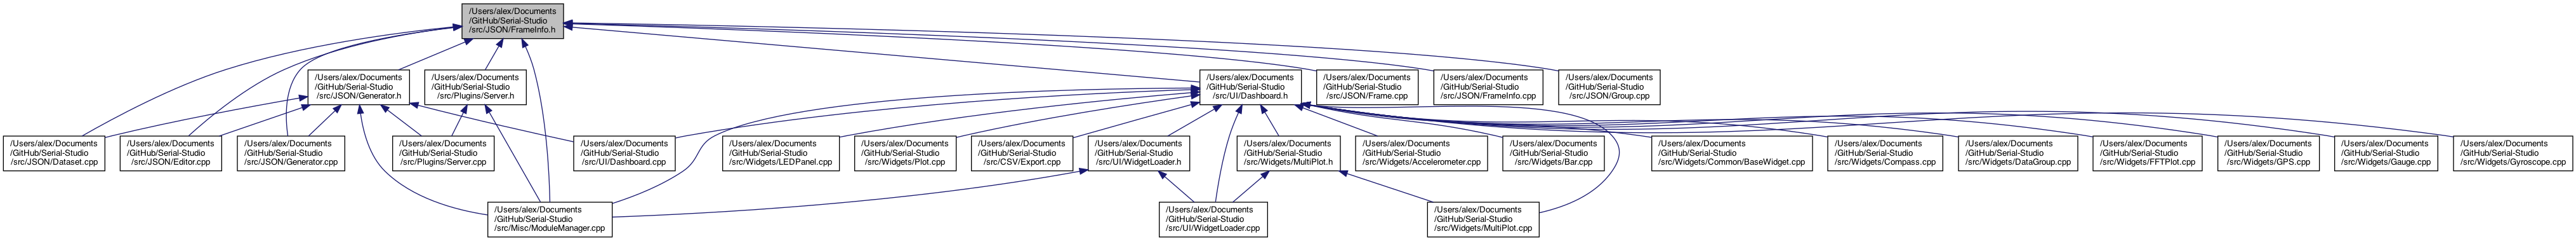 /Users/alex/Documents
/GitHub/Serial-Studio
/src/JSON/FrameInfo.h
/Users/alex/Documents
/GitHub/Serial-Studio
/src/JSON/Generator.h
/Users/alex/Documents
/GitHub/Serial-Studio
/src/Plugins/Server.h
/Users/alex/Documents
/GitHub/Serial-Studio
/src/UI/Dashboard.h
/Users/alex/Documents
/GitHub/Serial-Studio
/src/JSON/Frame.cpp
/Users/alex/Documents
/GitHub/Serial-Studio
/src/JSON/FrameInfo.cpp
/Users/alex/Documents
/GitHub/Serial-Studio
/src/JSON/Group.cpp
/Users/alex/Documents
/GitHub/Serial-Studio
/src/JSON/Dataset.cpp
/Users/alex/Documents
/GitHub/Serial-Studio
/src/JSON/Editor.cpp
/Users/alex/Documents
/GitHub/Serial-Studio
/src/JSON/Generator.cpp
/Users/alex/Documents
/GitHub/Serial-Studio
/src/Plugins/Server.cpp
/Users/alex/Documents
/GitHub/Serial-Studio
/src/UI/Dashboard.cpp
/Users/alex/Documents
/GitHub/Serial-Studio
/src/Widgets/LEDPanel.cpp
/Users/alex/Documents
/GitHub/Serial-Studio
/src/Widgets/Plot.cpp
/Users/alex/Documents
/GitHub/Serial-Studio
/src/CSV/Export.cpp
/Users/alex/Documents
/GitHub/Serial-Studio
/src/UI/WidgetLoader.h
/Users/alex/Documents
/GitHub/Serial-Studio
/src/Widgets/MultiPlot.h
/Users/alex/Documents
/GitHub/Serial-Studio
/src/Widgets/Accelerometer.cpp
/Users/alex/Documents
/GitHub/Serial-Studio
/src/Widgets/Bar.cpp
/Users/alex/Documents
/GitHub/Serial-Studio
/src/Widgets/Common/BaseWidget.cpp
/Users/alex/Documents
/GitHub/Serial-Studio
/src/Widgets/Compass.cpp
/Users/alex/Documents
/GitHub/Serial-Studio
/src/Widgets/DataGroup.cpp
/Users/alex/Documents
/GitHub/Serial-Studio
/src/Widgets/FFTPlot.cpp
/Users/alex/Documents
/GitHub/Serial-Studio
/src/Widgets/GPS.cpp
/Users/alex/Documents
/GitHub/Serial-Studio
/src/Widgets/Gauge.cpp
/Users/alex/Documents
/GitHub/Serial-Studio
/src/Widgets/Gyroscope.cpp
/Users/alex/Documents
/GitHub/Serial-Studio
/src/Misc/ModuleManager.cpp
/Users/alex/Documents
/GitHub/Serial-Studio
/src/UI/WidgetLoader.cpp
/Users/alex/Documents
/GitHub/Serial-Studio
/src/Widgets/MultiPlot.cpp